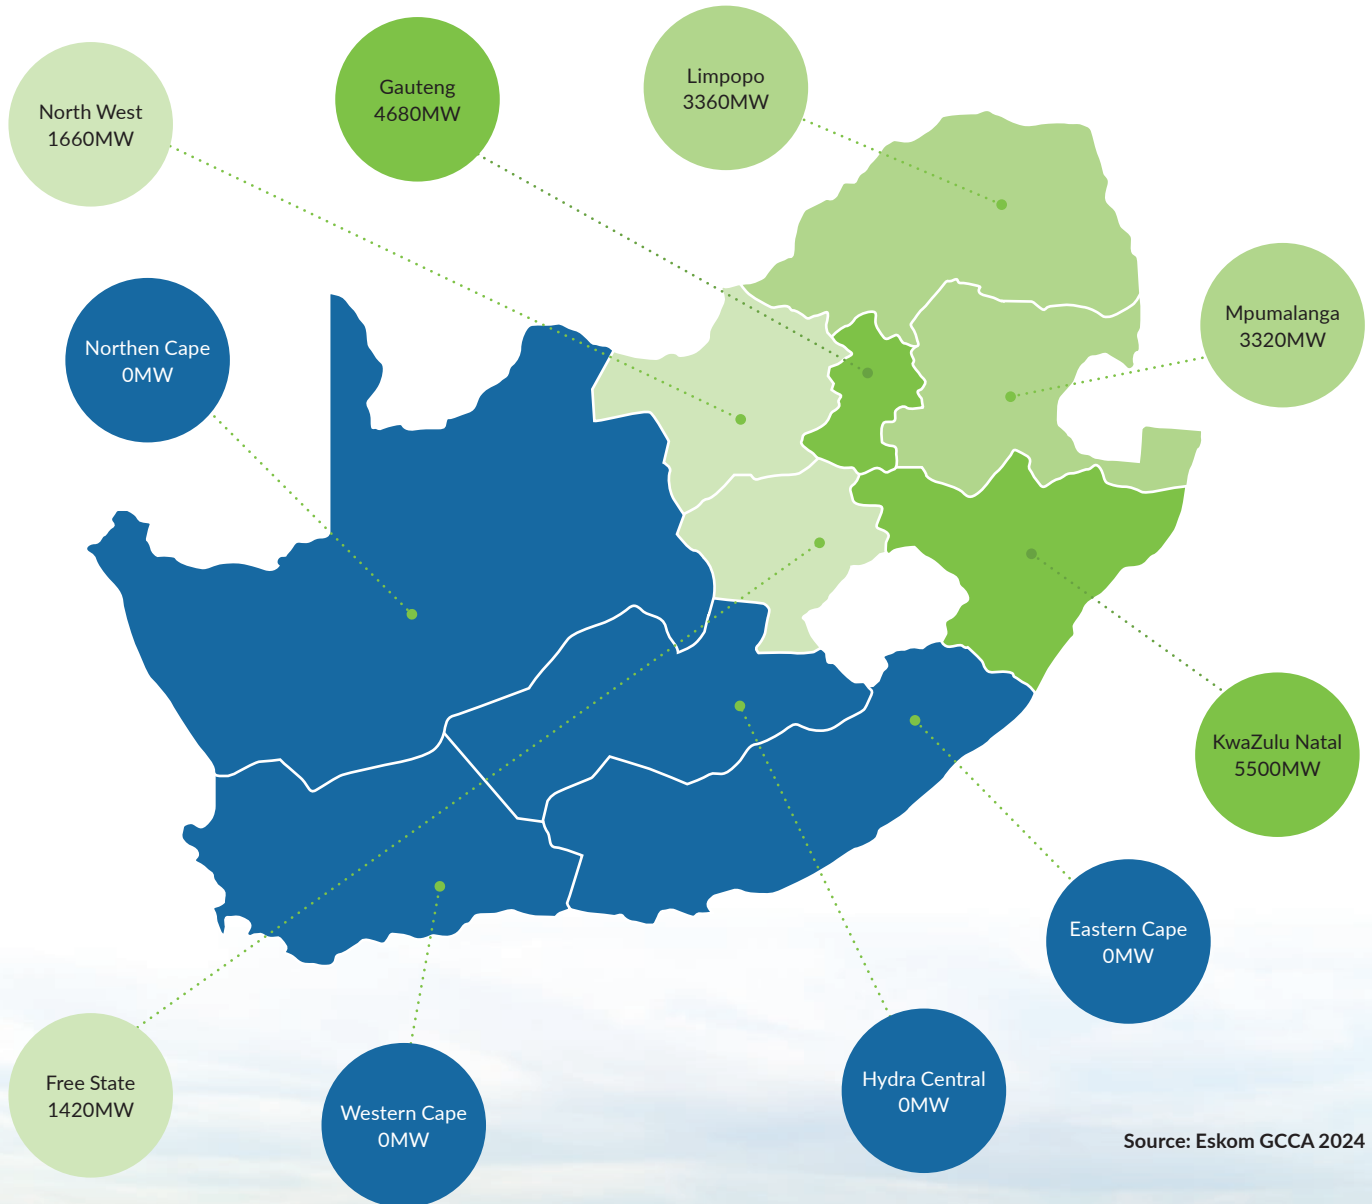 North West
1660MW
Gauteng
4680MW
Limpopo
3360MW
Northen Cape
0MW
Mpumalanga
3320MW
KwaZulu Natal
5500MW
Eastern Cape
0MW
Free State
1420MW
Western Cape
0MW
Hydra Central
0MW
Source: Eskom GCCA 2024